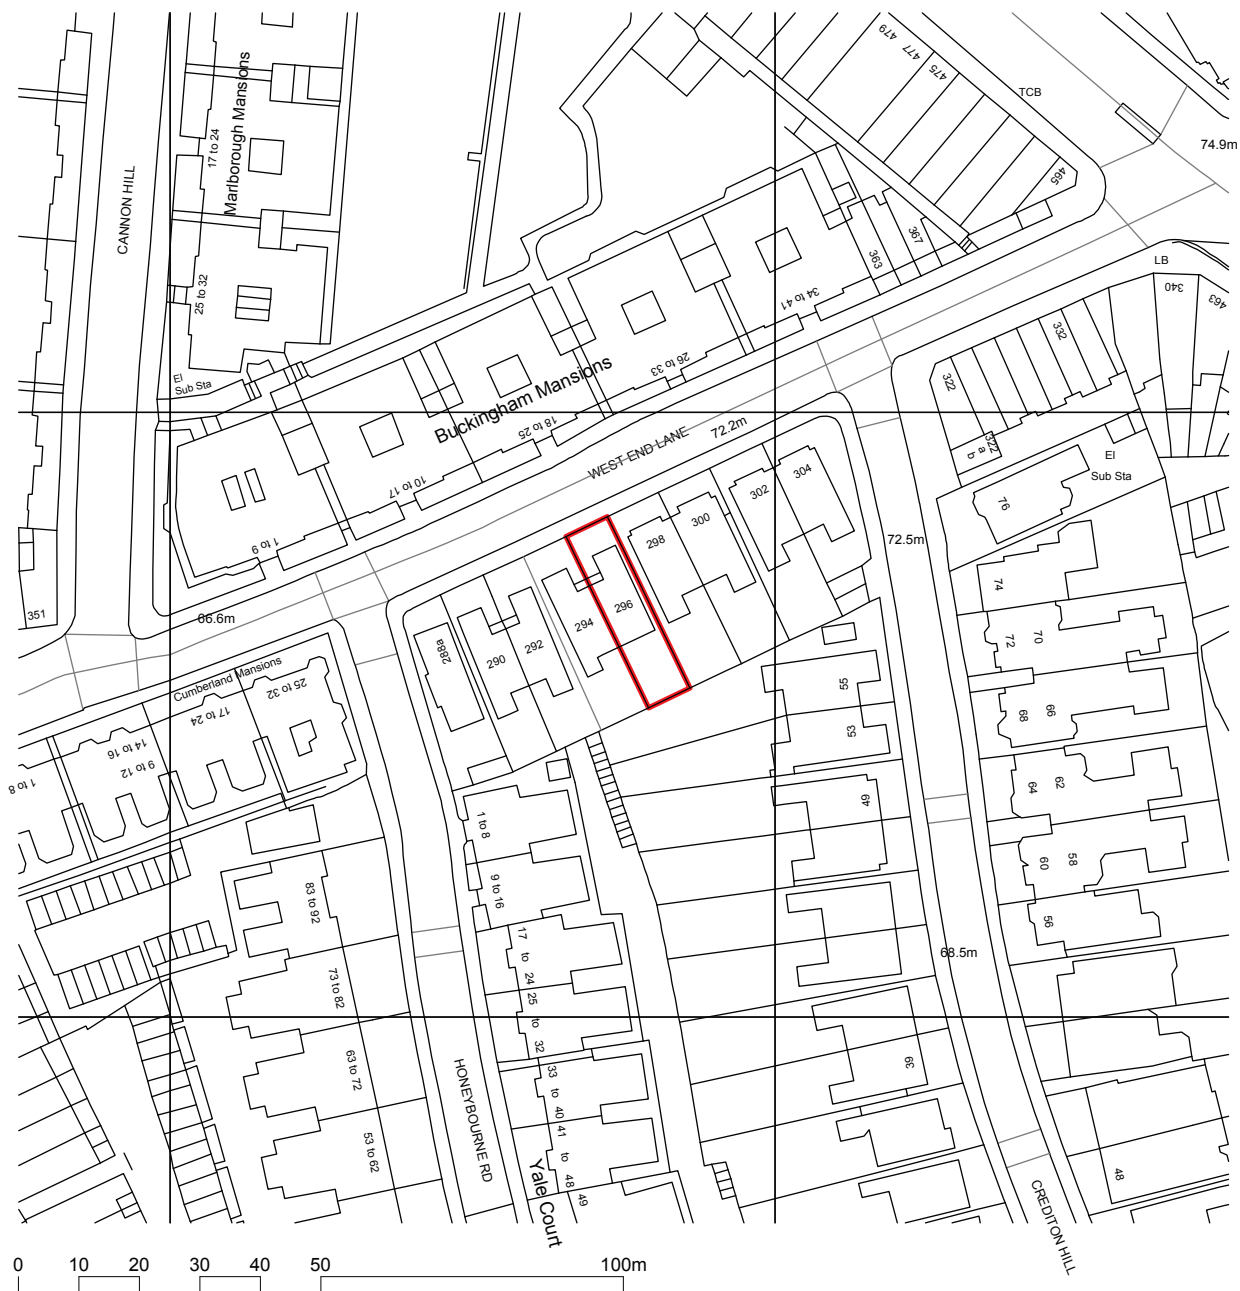 CANNON HILL
17 to 24
Marlborough Mansions
25 to 32
El
Sub Sta
479
477
475
TCB
74.9m
465
367
363
34 to 41
26 to 33
Buckingham Mansions
18 to 25
10 to 17
1 to 9
LB
340
463
332
322
322
a
b
El
Sub Sta
WEST END LANE
72.2m
304
302
300
298
296
294
292
290
288a
76
72.5m
74
72
70
68
66
64
62
60
58
56
68.5m
351
66.6m
Cumberland Mansions
25 to 32
17 to 24
14 to 16
9 to 12
1 to 8
55
53
49
39
48
1 to 8
9 to 16
17
to
24
25
to
32
33
to
40
41
to
48
49
Yale Court
83 to 92
73 to 82
63 to 72
53 to 62
HONEYBOURNE RD
CREDITON HILL
0
10
20
30
40
50
100m